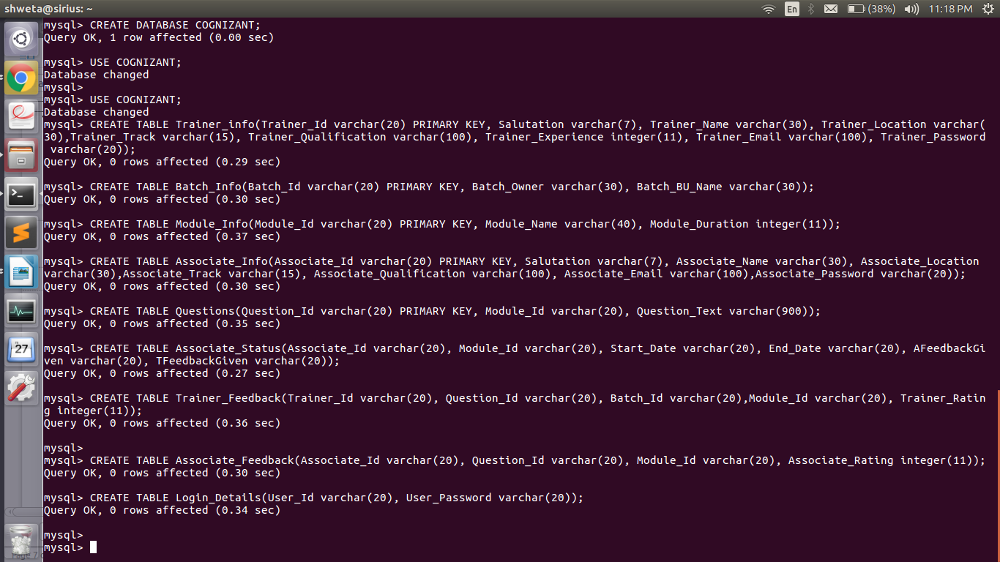 shweta@sirius: ~
En
(38%)
11:18 PM
mysql> CREATE DATABASE COGNIZANT;
Query OK, 1 row affected (0.00 sec)
mysql> USE COGNIZANT;
Database changed
mysql>
mysql> USE COGNIZANT;
Database changed
mysql> CREATE TABLE Trainer_info(Trainer_Id varchar(20) PRIMARY KEY, Salutation varchar(7), Trainer_Name varchar(30), Trainer_Location varchar(
30),Trainer_Track varchar(15), Trainer_Qualification varchar(100), Trainer_Experience integer(11), Trainer_Email varchar(100), Trainer_Password
varchar(20));
Query OK, 0 rows affected (0.29 sec)
mysql> CREATE TABLE Batch_Info(Batch_Id varchar(20) PRIMARY KEY, Batch_Owner varchar(30), Batch_BU_Name varchar(30));
Query OK, 0 rows affected (0.30 sec)
mysql> CREATE TABLE Module_Info(Module_Id varchar(20) PRIMARY KEY, Module_Name varchar(40), Module_Duration integer(11));
Query OK, 0 rows affected (0.37 sec)
mysql> CREATE TABLE Associate_Info(Associate_Id varchar(20) PRIMARY KEY, Salutation varchar(7), Associate_Name varchar(30), Associate_Location
varchar(30),Associate_Track varchar(15), Associate_Qualification varchar(100), Associate_Email varchar(100),Associate_Password varchar(20));
Query OK, 0 rows affected (0.30 sec)
mysql> CREATE TABLE Questions(Question_Id varchar(20) PRIMARY KEY, Module_Id varchar(20), Question_Text varchar(900));
Query OK, 0 rows affected (0.35 sec)
mysql> CREATE TABLE Associate_Status(Associate_Id varchar(20), Module_Id varchar(20), Start_Date varchar(20), End_Date varchar(20), AFeedbackGi
ven varchar(20), TFeedbackGiven varchar(20));
Query OK, 0 rows affected (0.27 sec)
mysql> CREATE TABLE Trainer_Feedback(Trainer_Id varchar(20), Question_Id varchar(20), Batch_Id varchar(20),Module_Id varchar(20), Trainer_Ratin
g integer(11));
Query OK, 0 rows affected (0.36 sec)
mysql>
mysql> CREATE TABLE Associate_Feedback(Associate_Id varchar(20), Question_Id varchar(20), Module_Id varchar(20), Associate_Rating integer(11));
Query OK, 0 rows affected (0.30 sec)
mysql> CREATE TABLE Login_Details(User_Id varchar(20), User_Password varchar(20));
Query OK, 0 rows affected (0.34 sec)
mysql>
mysql>
27
Page 7